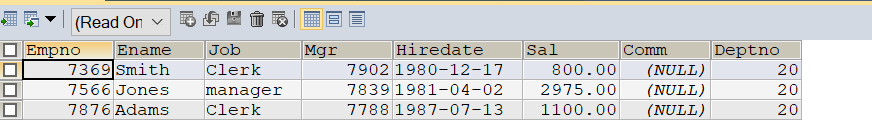 (Read On
Empno Ename Job Mgr Hiredate Sal Comm Deptno
7369 Smith Clerk 7902 1980-12-17 800.00 (NULL) 20
7566 Jones manager 7839 1981-04-02 2975.00 (NULL) 20
7876 Adams Clerk 7788 1987-07-13 1100.00 (NULL) 20